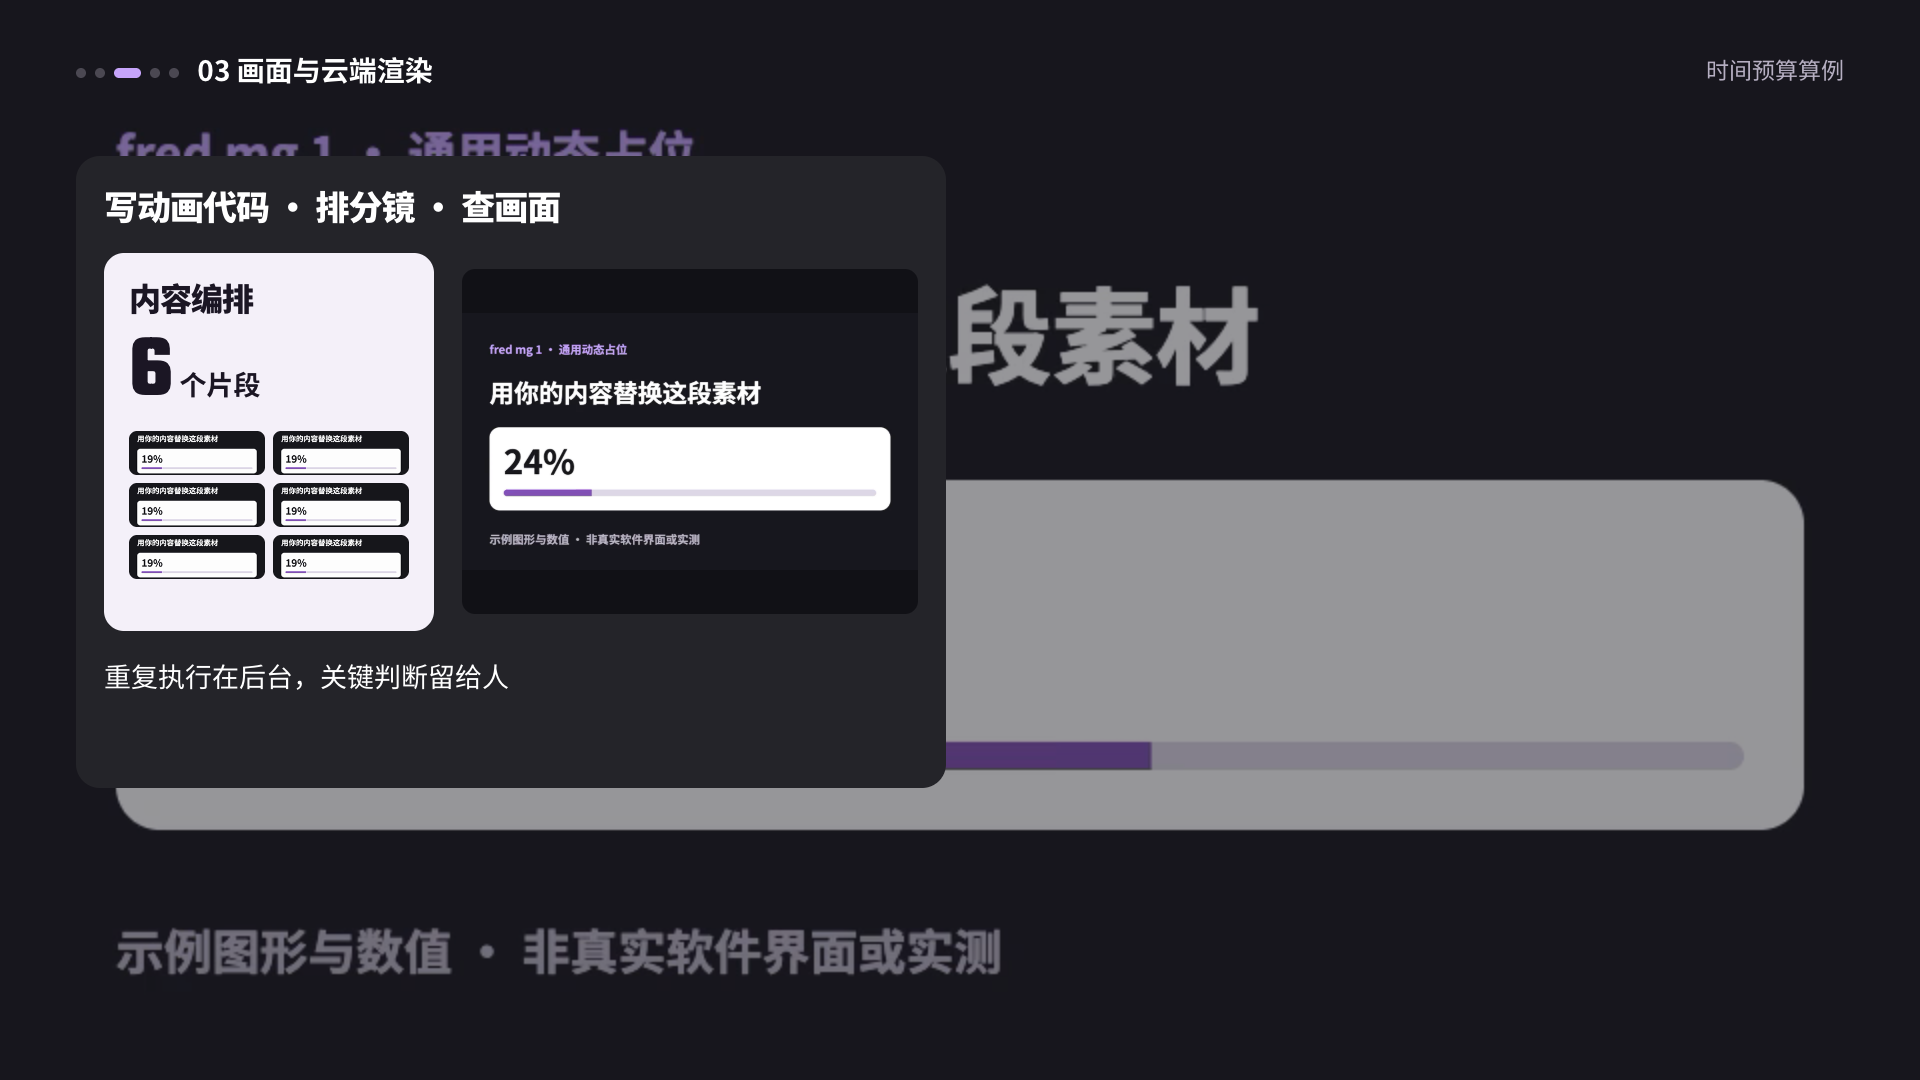 03 画面与云端渲染
时间预算算例
fred mg 1 · 通用动态占位
写动画代码 · 排分镜 · 查画面
内容编排
6 个片段
用你的内容替换这段素材
19%
用你的内容替换这段素材
19%
用你的内容替换这段素材
19%
用你的内容替换这段素材
19%
用你的内容替换这段素材
19%
用你的内容替换这段素材
19%
fred mg 1 · 通用动态占位
用你的内容替换这段素材
24%
示例图形与数值 · 非真实软件界面或实测
重复执行在后台，关键判断留给人
段素材
示例图形与数值 · 非真实软件界面或实测